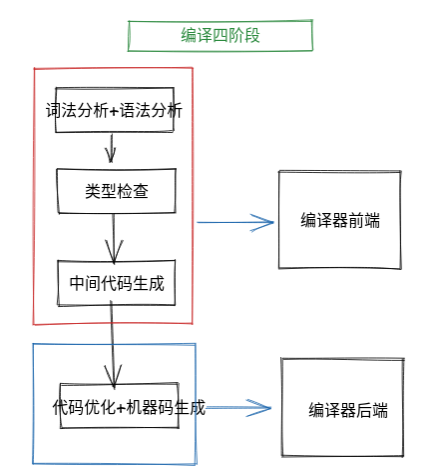 编译四阶段
词法分析+语法分析
类型检查
编译器前端
中间代码生成
代码优化+机器码生成
编译器后端